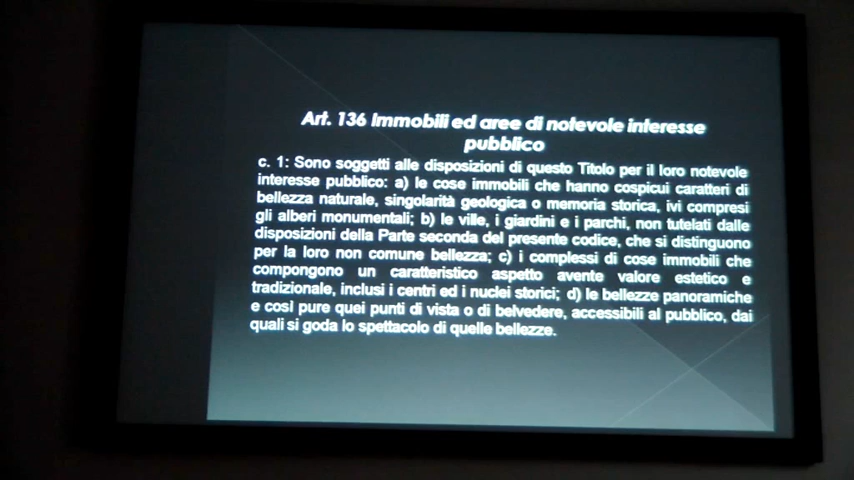 Art. 136 Immobili ed aree di notevole interesse
pubblico
c. 1: Sono soggetti alle disposizioni di questo Titolo per il loro notevole
interesse pubblico: a) le cose immobili che hanno cospicui caratteri di
bellezza naturale, singolarità geologica o memoria storica, ivi compresi
gli alberi monumentali; b) le ville, i giardini e i parchi, non tutelati dalle
disposizioni della Parte seconda del presente codice, che si distinguono
per la loro non comune bellezza; c) i complessi di cose immobili che
compongono un caratteristico aspetto avente valore estetico e
tradizionale, inclusi i centri ed i nuclei storici; d) le bellezze panoramiche
e così pure quei punti di vista o di belvedere, accessibili al pubblico, dai
quali si goda lo spettacolo di quelle bellezze.